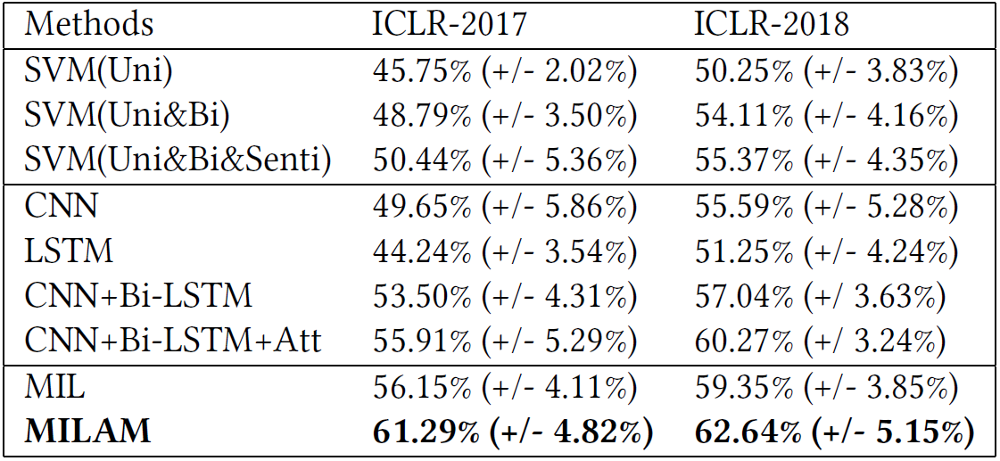 Methods ICLR-2017 ICLR-2018
SVM(Uni) 45.75% (+/- 2.02%) 50.25% (+/- 3.83%)
SVM(Uni&Bi) 48.79% (+/- 3.50%) 54.11% (+/- 4.16%)
SVM(Uni&Bi&Senti) 50.44% (+/- 5.36%) 55.37% (+/- 4.35%)
CNN 49.65% (+/- 5.86%) 55.59% (+/- 5.28%)
LSTM 44.24% (+/- 3.54%) 51.25% (+/- 4.24%)
CNN+Bi-LSTM 53.50% (+/- 4.31%) 57.04% (+/ 3.63%)
CNN+Bi-LSTM+Att 55.91% (+/- 5.29%) 60.27% (+/ 3.24%)
MIL 56.15% (+/- 4.11%) 59.35% (+/- 3.85%)
MILAM 61.29% (+/- 4.82%) 62.64% (+/- 5.15%)